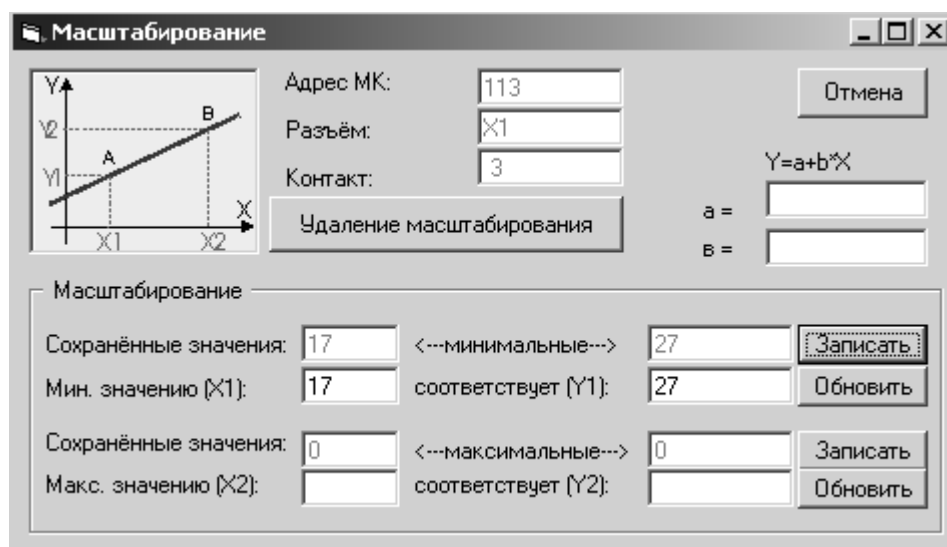 Масштабирование
Y
Y2
Y1
A
B
X
X1
X2
Адрес МК: 113
Разъём: X1
Контакт: 3
Удаление масштабирования
Отмена
Y=a+b*X
a =
в =
Масштабирование
Сохранённые значения: 17 <---минимальные---> 27 Записать
Мин. значению (X1): 17 соответствует (Y1): 27 Обновить
Сохранённые значения: 0 <---максимальные---> 0 Записать
Макс. значению (X2): соответствует (Y2): Обновить